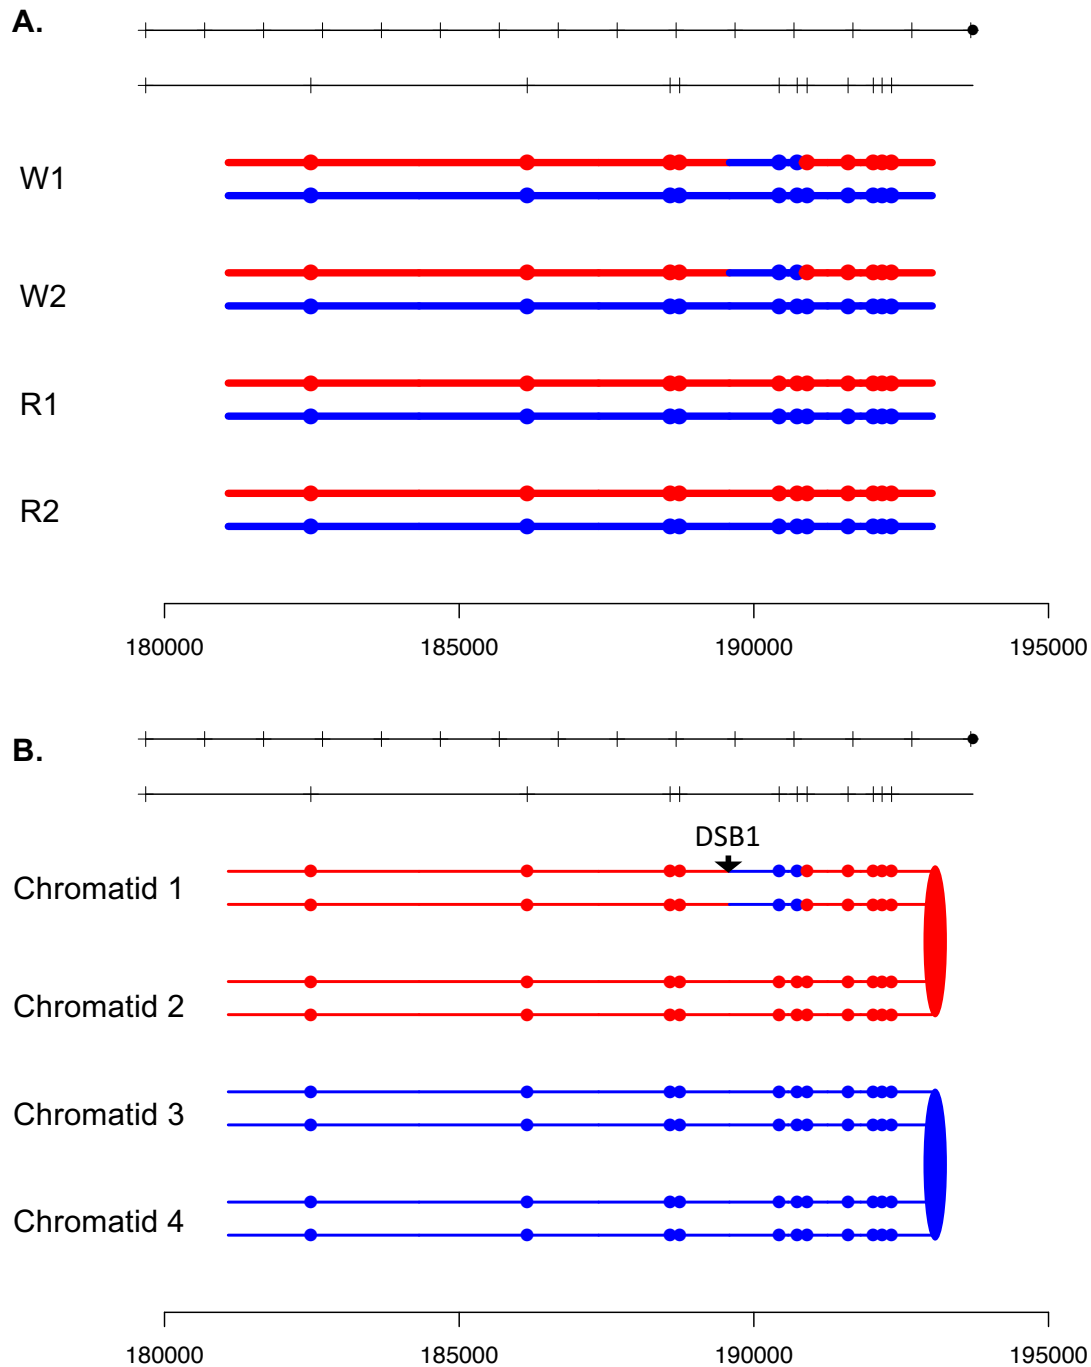 A.
W1
W2
R1
R2
180000 185000 190000 195000
B.
DSB1
Chromatid 1
Chromatid 2
Chromatid 3
Chromatid 4
180000 185000 190000 195000